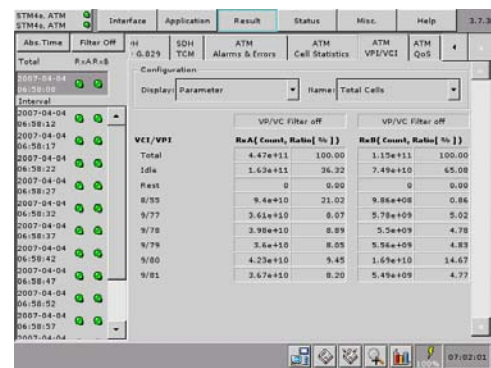 STM4e, ATM
STM4e, ATM
Interface Application Result Status Misc. Help 3.7.3
Abs.Time Filter Off
Total RxA RxB
2007-04-04
06:58:08
Interval
2007-04-04
06:58:12
2007-04-04
06:58:17
2007-04-04
06:58:22
2007-04-04
06:58:27
2007-04-04
06:58:32
2007-04-04
06:58:37
2007-04-04
06:58:42
2007-04-04
06:58:47
2007-04-04
06:58:52
2007-04-04
06:58:57
2007-04-04
G.829 SDH TCM ATM Alarms & Errors ATM Cell Statistics ATM VPI/VCI ATM QoS
Configuration
Display: Parameter Name: Total Cells
VP/VC Filter off VP/VC Filter off
VCI/VPI RxA( Count, Ratio[ % ]) RxB( Count, Ratio[ % ])
Total 4.47e+11 100.00 1.15e+11 100.00
Idle 1.63e+11 36.32 7.49e+10 65.08
Rest 0 0.00 0 0.00
8/55 9.4e+10 21.02 9.86e+08 0.86
9/77 3.61e+10 8.07 5.78e+09 5.02
9/78 3.98e+10 8.89 5.5e+09 4.78
9/79 3.6e+10 8.05 5.56e+09 4.83
9/80 4.23e+10 9.45 1.69e+10 14.67
9/81 3.67e+10 8.20 5.49e+09 4.77
100%
07:02:01